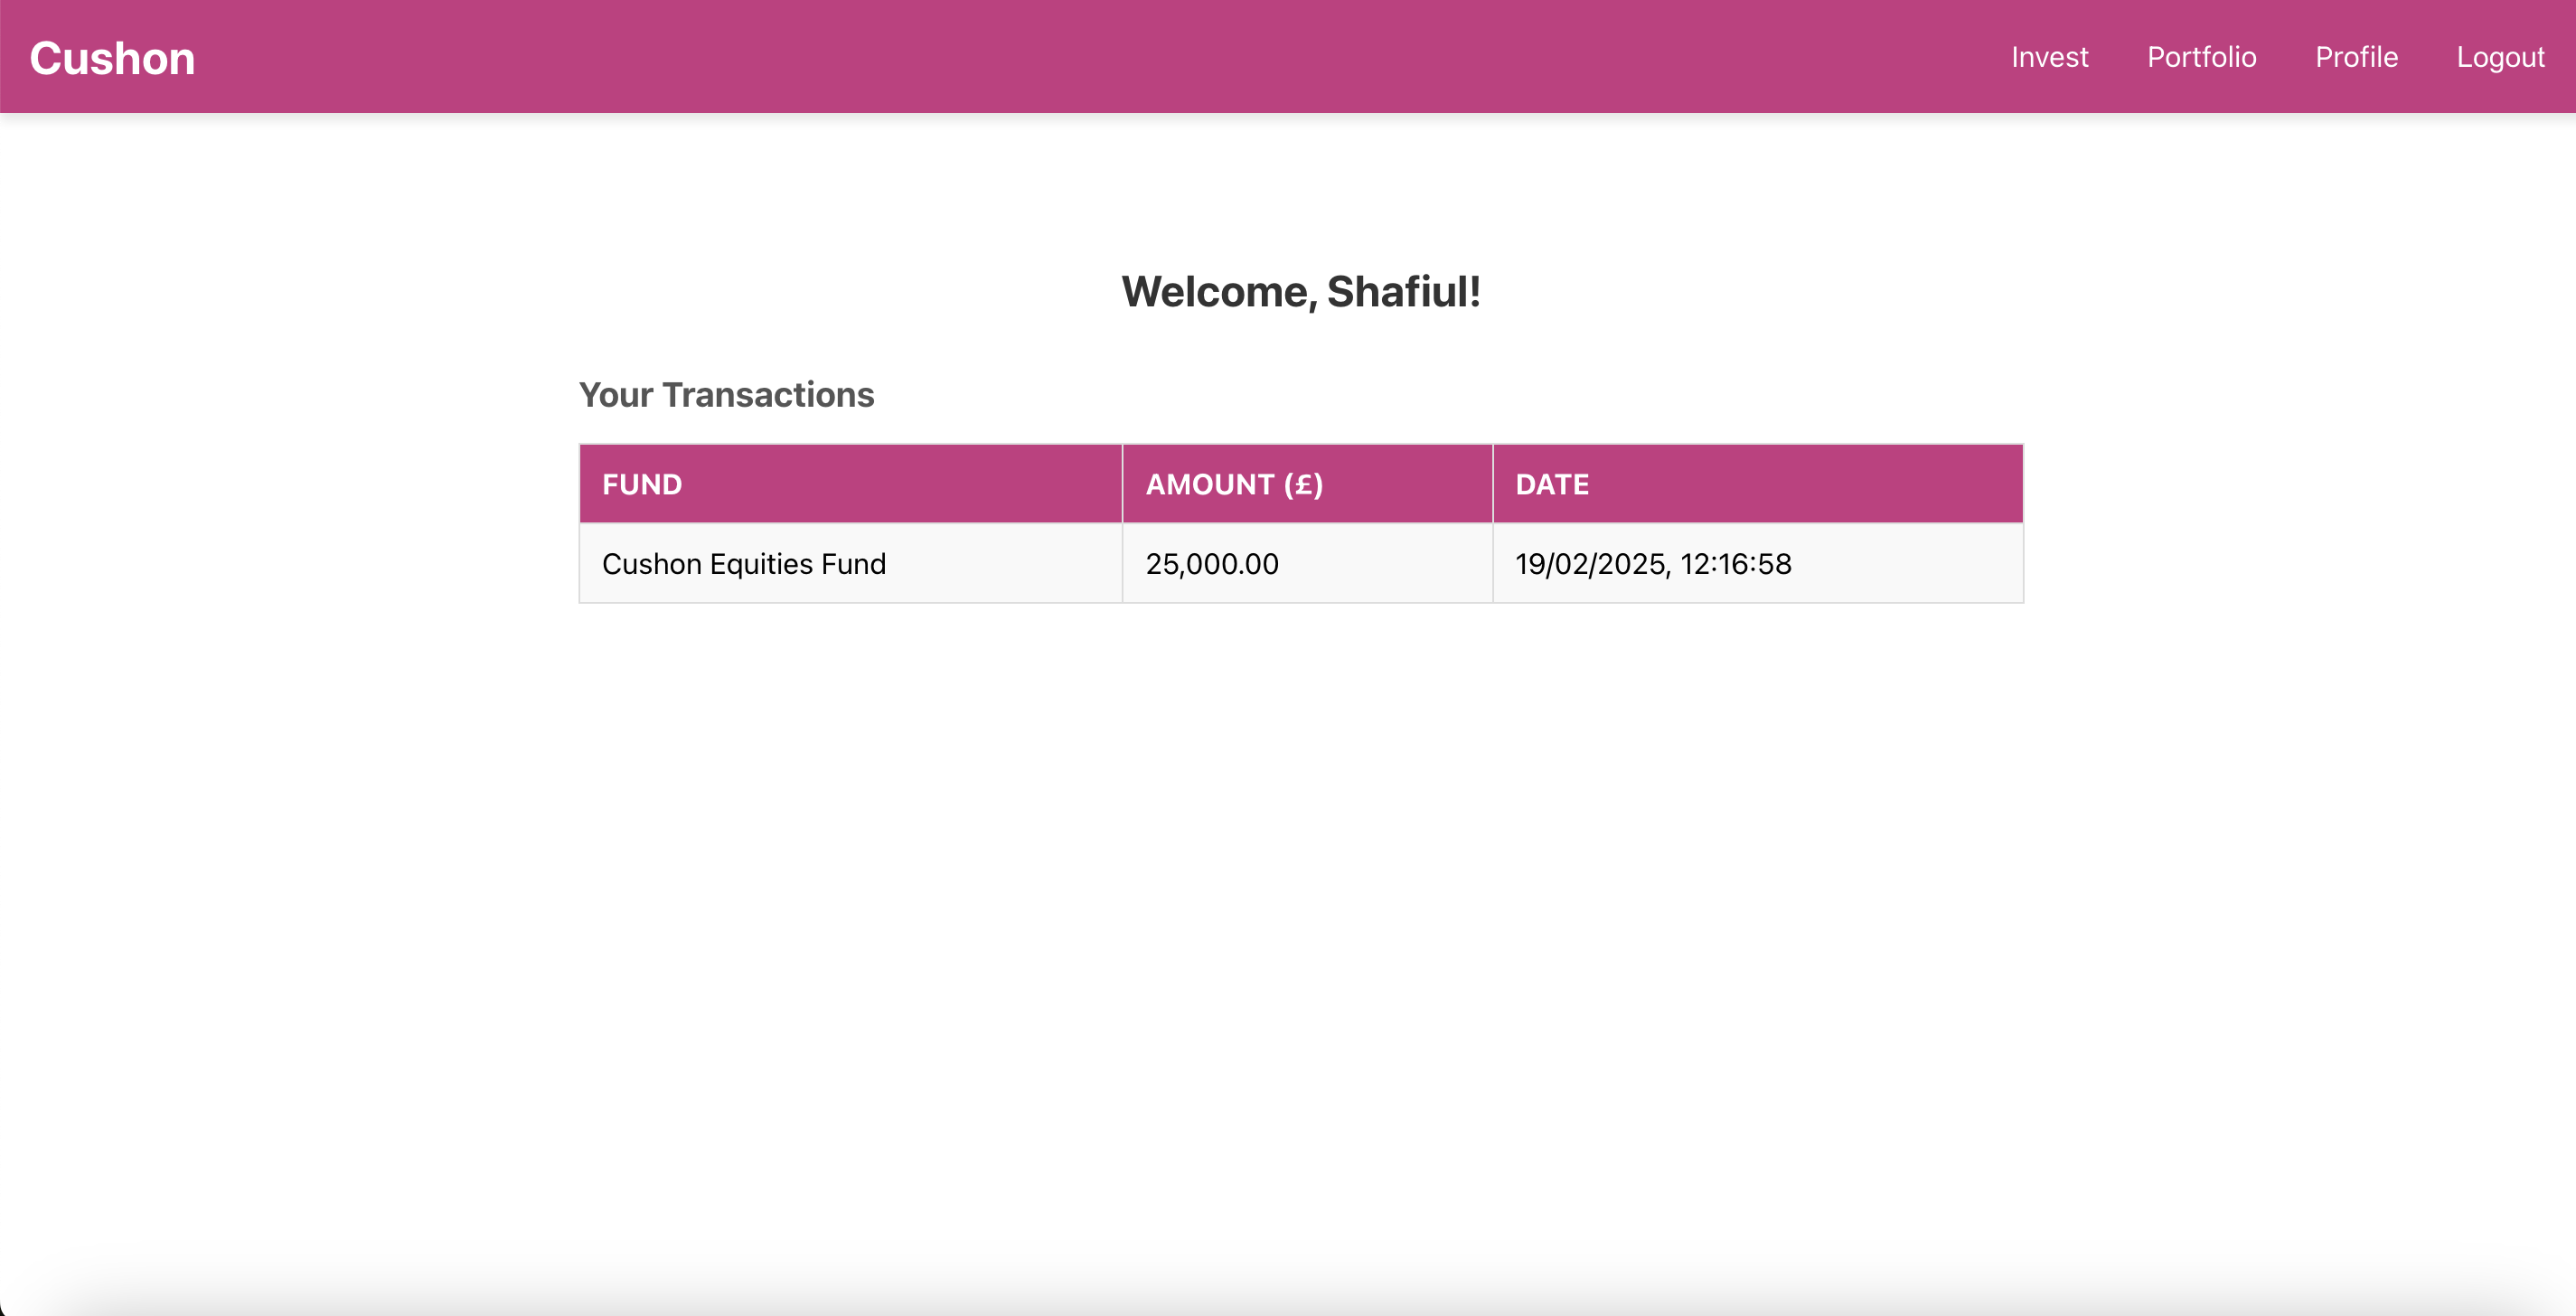 Cushon Invest Portfolio Profile Logout
Welcome, Shafiul!
Your Transactions
FUND AMOUNT (£) DATE
Cushon Equities Fund 25,000.00 19/02/2025, 12:16:58